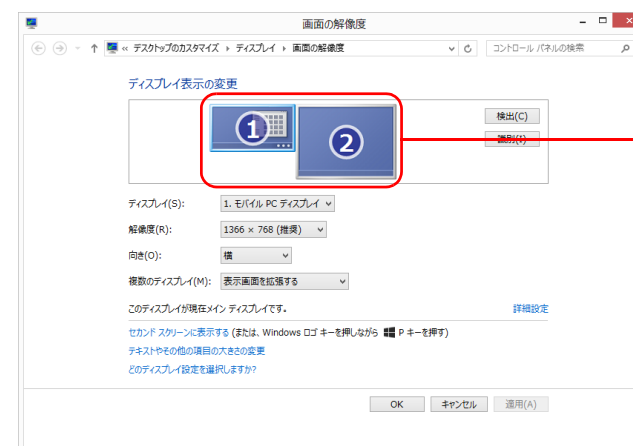 画面の解像度
« デスクトップのカスタマイズ ▸ ディスプレイ ▸ 画面の解像度
コントロール パネルの検索
ディスプレイ表示の変更
1
2
検出(C)
識別(I)
ディスプレイ(S): 1. モバイル PC ディスプレイ
解像度(R): 1366 × 768 (推奨)
向き(O): 横
複数のディスプレイ(M): 表示画面を拡張する
このディスプレイが現在メイン ディスプレイです。
詳細設定
セカンド スクリーンに表示する (または、Windows ロゴ キーを押しながら P キーを押す)
テキストやその他の項目の大きさの変更
どのディスプレイ設定を選択しますか?
OK キャンセル 適用(A)